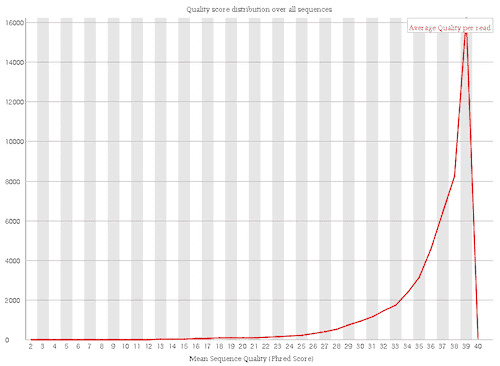 Quality score distribution over all sequences
Average Quality per read
16000
14000
12000
10000
8000
6000
4000
2000
0
2 3 4 5 6 7 8 9 10 11 12 13 14 15 16 17 18 19 20 21 22 23 24 25 26 27 28 29 30 31 32 33 34 35 36 37 38 39 40
Mean Sequence Quality (Phred Score)